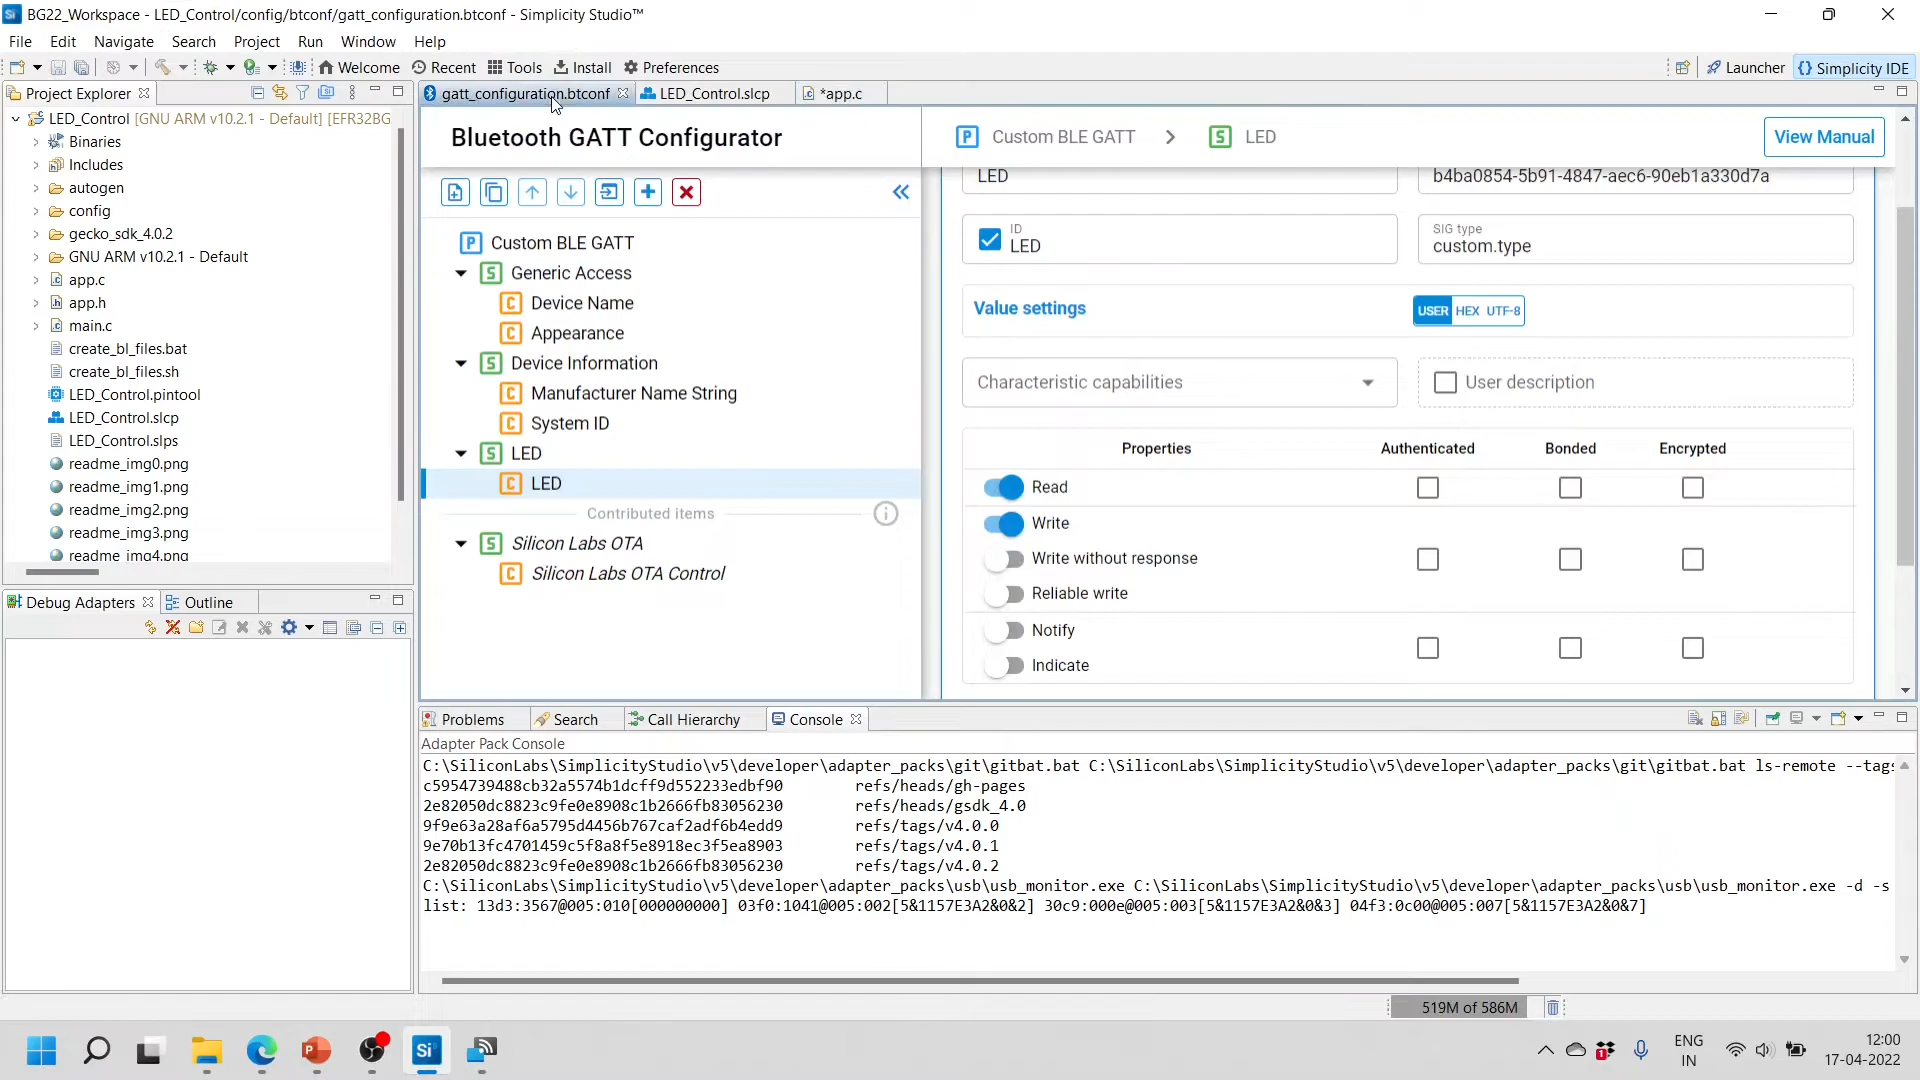 BG22_Workspace - LED_Control/config/btconf/gatt_configuration.btconf - Simplicity Studio™
File Edit Navigate Search Project Run Window Help
Welcome Recent Tools Install Preferences
Launcher {} Simplicity IDE
Project Explorer
LED_Control [GNU ARM v10.2.1 - Default] [EFR32BG
Binaries
Includes
autogen
config
gecko_sdk_4.0.2
GNU ARM v10.2.1 - Default
app.c
app.h
main.c
create_bl_files.bat
create_bl_files.sh
LED_Control.pintool
LED_Control.slcp
LED_Control.slps
readme_img0.png
readme_img1.png
readme_img2.png
readme_img3.png
readme_img4.png
Debug Adapters Outline
gatt_configuration.btconf LED_Control.slcp *app.c
Bluetooth GATT Configurator
P Custom BLE GATT
S Generic Access
C Device Name
C Appearance
S Device Information
C Manufacturer Name String
C System ID
S LED
C LED
Contributed items
S Silicon Labs OTA
C Silicon Labs OTA Control
P Custom BLE GATT > S LED
View Manual
LED b4ba0854-5b91-4847-aec6-90eb1a330d7a
ID
LED
SIG type
custom.type
Value settings USER HEX UTF-8
Characteristic capabilities User description
Properties Authenticated Bonded Encrypted
Read
Write
Write without response
Reliable write
Notify
Indicate
Problems Search Call Hierarchy Console
Adapter Pack Console
C:\SiliconLabs\SimplicityStudio\v5\developer\adapter_packs\git\gitbat.bat C:\SiliconLabs\SimplicityStudio\v5\developer\adapter_packs\git\gitbat.bat ls-remote --tags
c5954739488cb32a5574b1dcff9d552233edbf90 refs/heads/gh-pages
2e82050dc8823c9fe0e8908c1b2666fb83056230 refs/heads/gsdk_4.0
9f9e63a28af6a5795d4456b767caf2adf6b4edd9 refs/tags/v4.0.0
9e70b13fc4701459c5f8a8f5e8918ec3f5ea8903 refs/tags/v4.0.1
2e82050dc8823c9fe0e8908c1b2666fb83056230 refs/tags/v4.0.2
C:\SiliconLabs\SimplicityStudio\v5\developer\adapter_packs\usb\usb_monitor.exe C:\SiliconLabs\SimplicityStudio\v5\developer\adapter_packs\usb\usb_monitor.exe -d -s
list: 13d3:3567@005:010[000000000] 03f0:1041@005:002[5&1157E3A2&0&2] 30c9:000e@005:003[5&1157E3A2&0&3] 04f3:0c00@005:007[5&1157E3A2&0&7]
519M of 586M
ENG
IN
12:00
17-04-2022